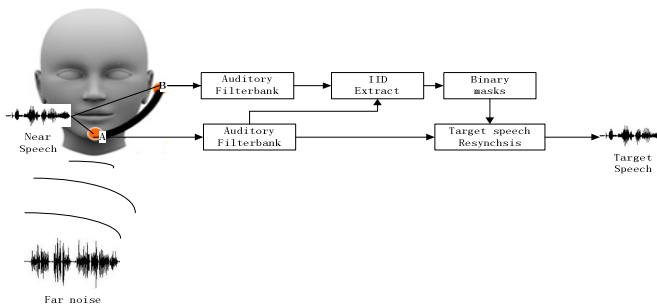 B
Auditory
Filterbank
IID
Extract
Binary
masks
A
Near
Speech
Auditory
Filterbank
Target speech
Resynchsis
Target
Speech
Far noise